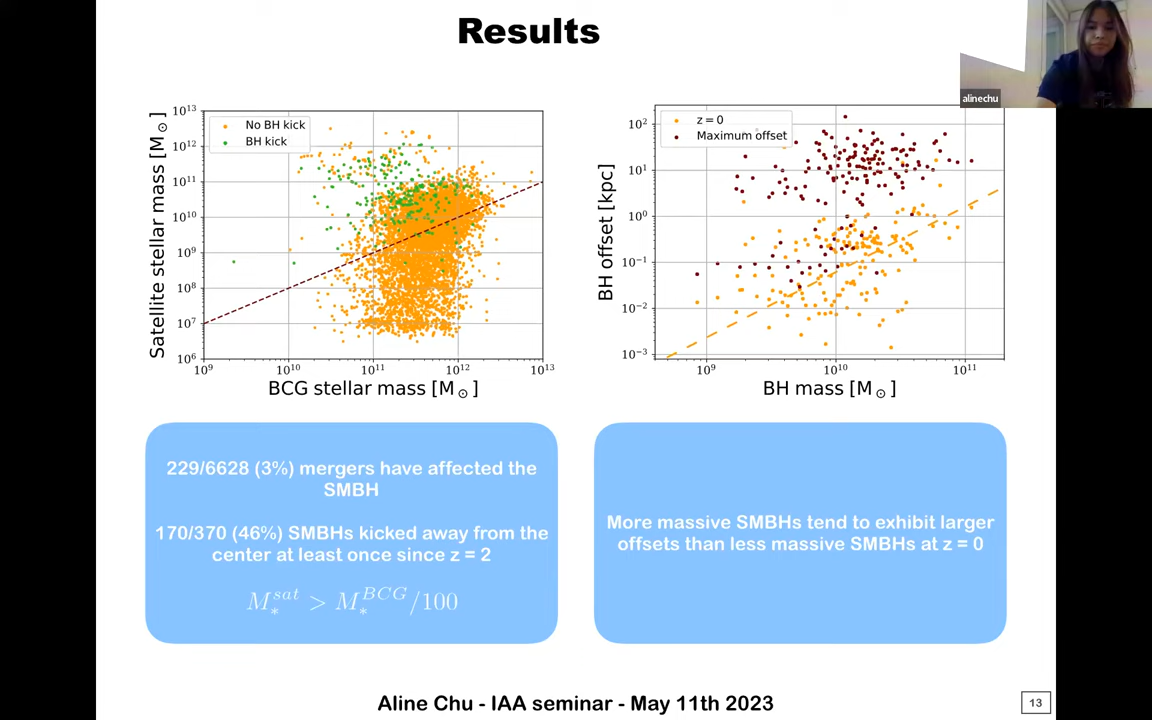 Results
alinechu
10^13
10^12
10^11
10^10
10^9
10^8
10^7
10^6
Satellite stellar mass [M_⊙]
No BH kick
BH kick
10^9
10^10
10^11
10^12
10^13
BCG stellar mass [M_⊙]
10^2
10^1
10^0
10^−1
10^−2
10^−3
BH offset [kpc]
z = 0
Maximum offset
10^9
10^10
10^11
BH mass [M_⊙]
229/6628 (3%) mergers have affected the
SMBH
170/370 (46%) SMBHs kicked away from the
center at least once since z = 2
M_*^{sat} > M_*^{BCG}/100
More massive SMBHs tend to exhibit larger
offsets than less massive SMBHs at z = 0
Aline Chu - IAA seminar - May 11th 2023
13